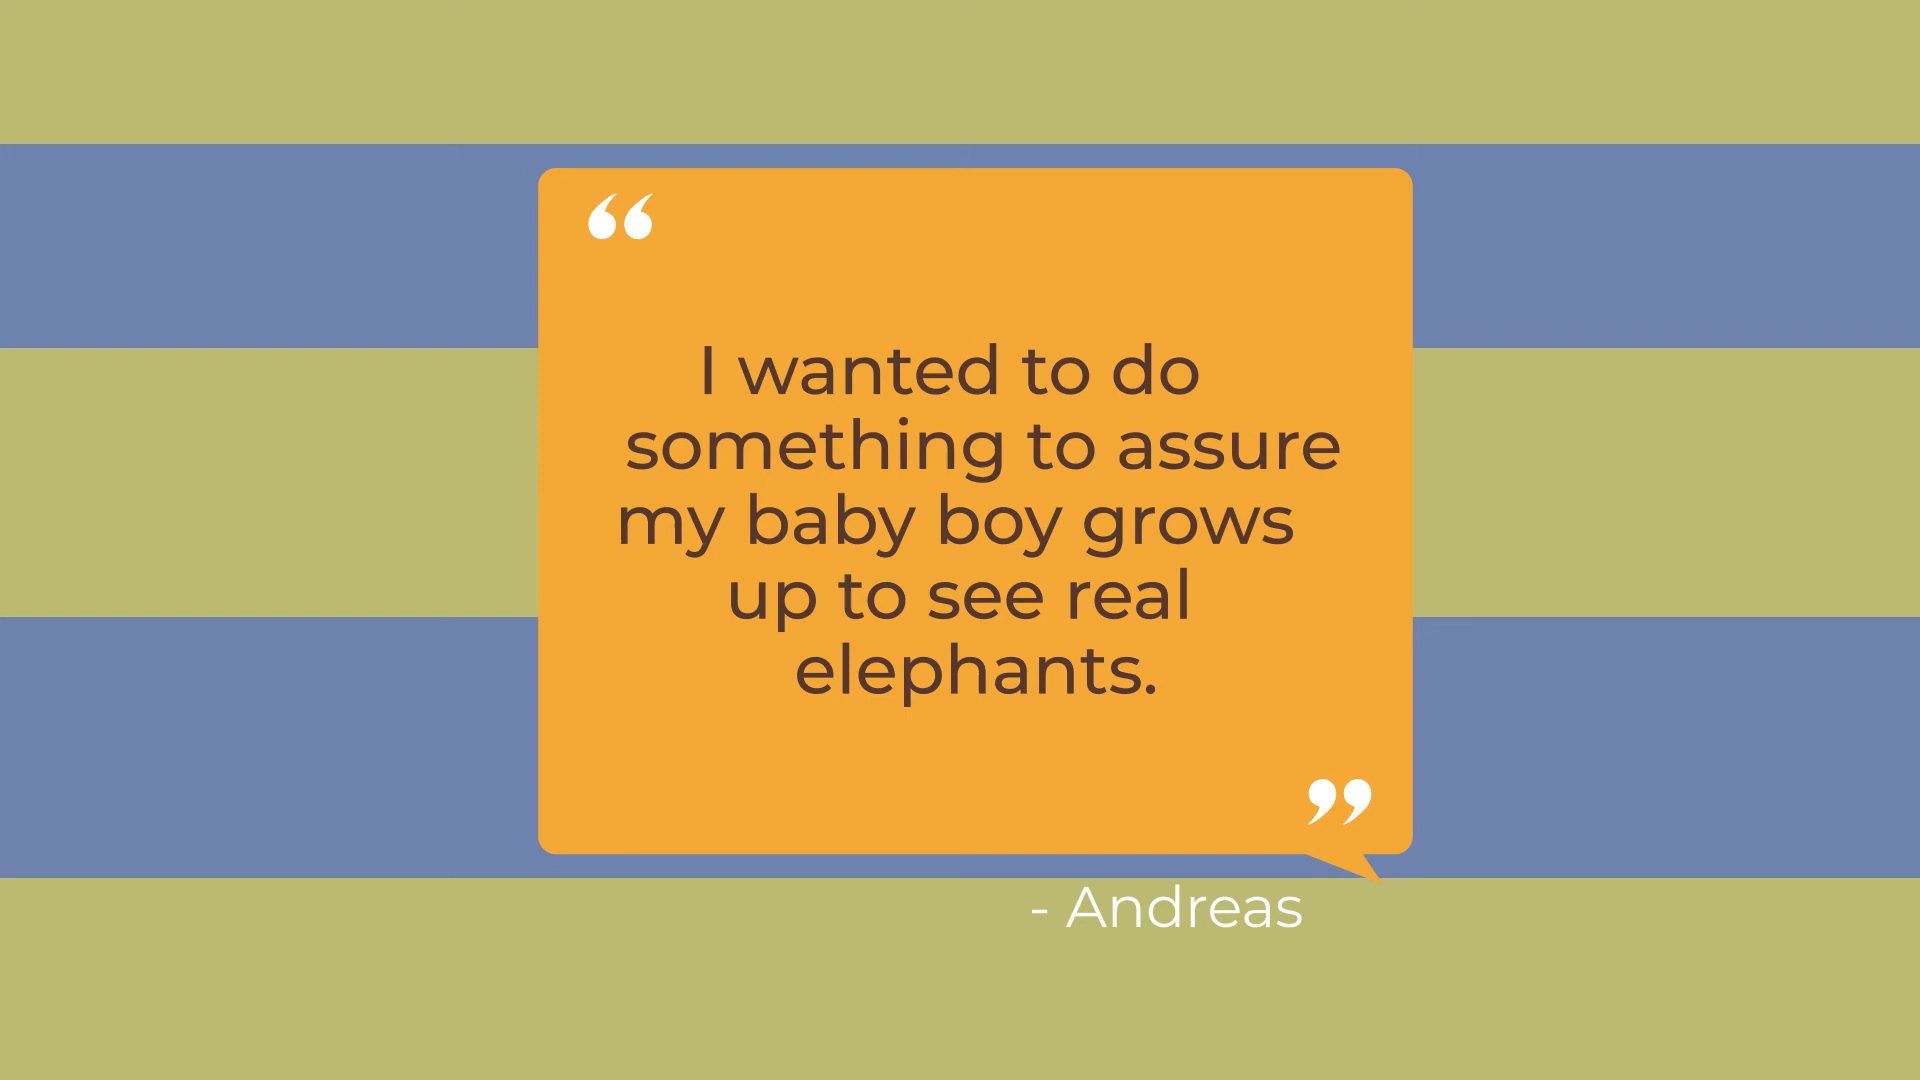 “
I wanted to do
something to assure
my baby boy grows
up to see real
elephants.
”
- Andreas